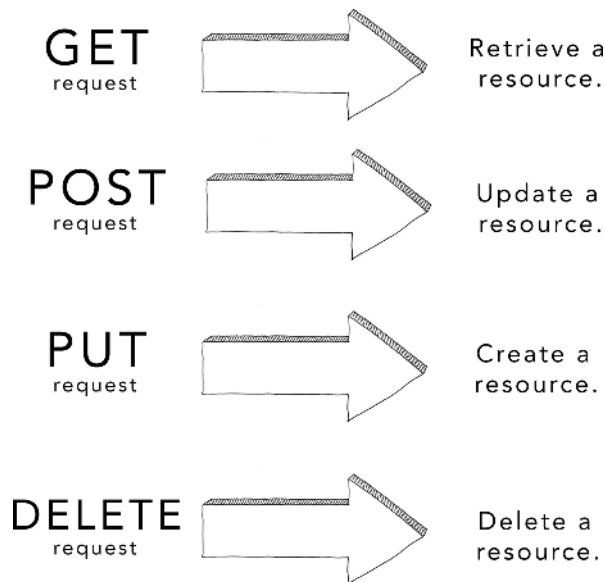 GET
request
Retrieve a
resource.
POST
request
Update a
resource.
PUT
request
Create a
resource.
DELETE
request
Delete a
resource.